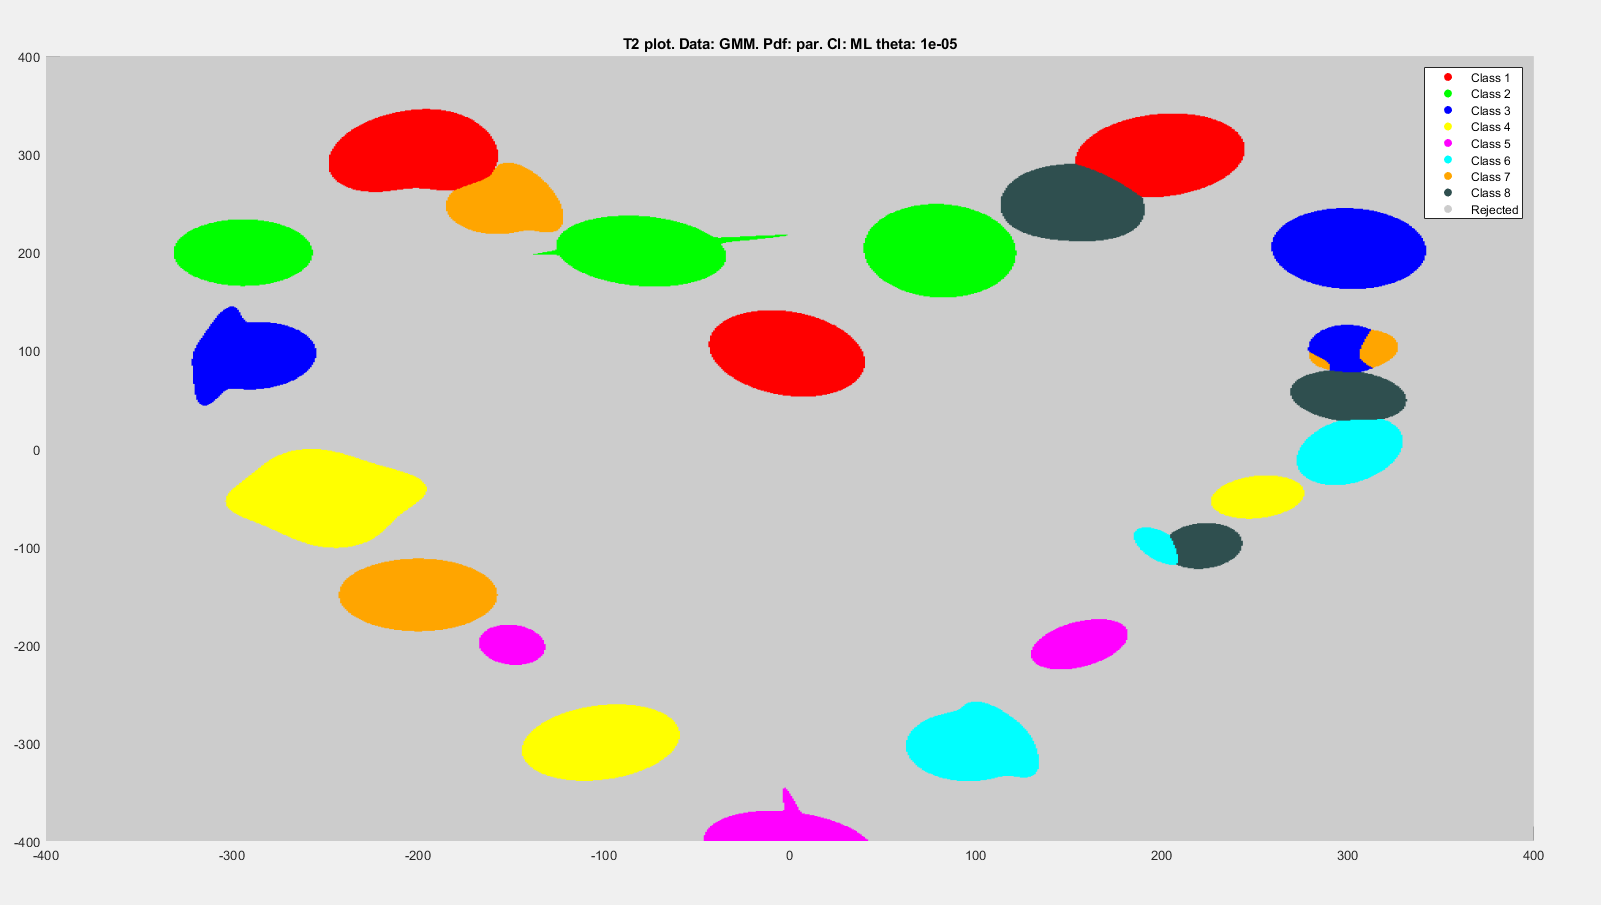 T2 plot. Data: GMM. Pdf: par. Cl: ML theta: 1e-05
400
300
200
100
0
-100
-200
-300
-400
-400 -300 -200 -100 0 100 200 300 400
Class 1
Class 2
Class 3
Class 4
Class 5
Class 6
Class 7
Class 8
Rejected